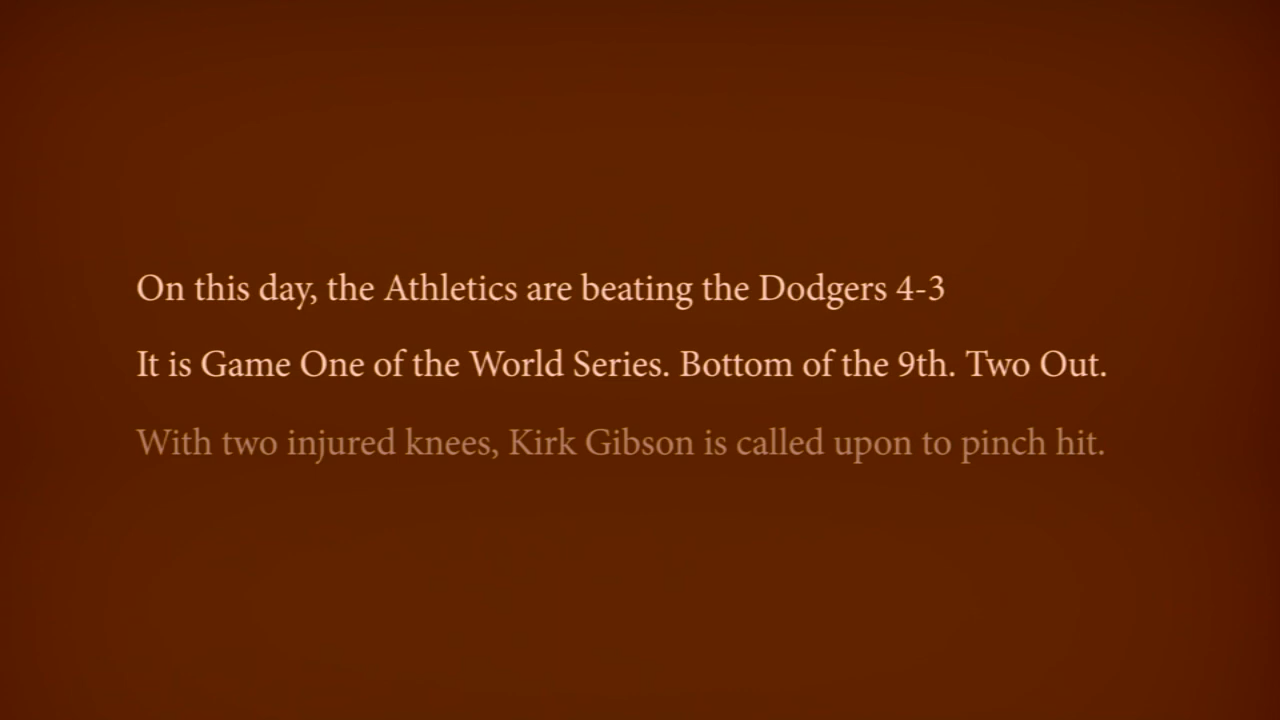 On this day, the Athletics are beating the Dodgers 4-3
It is Game One of the World Series. Bottom of the 9th. Two Out.
With two injured knees, Kirk Gibson is called upon to pinch hit.